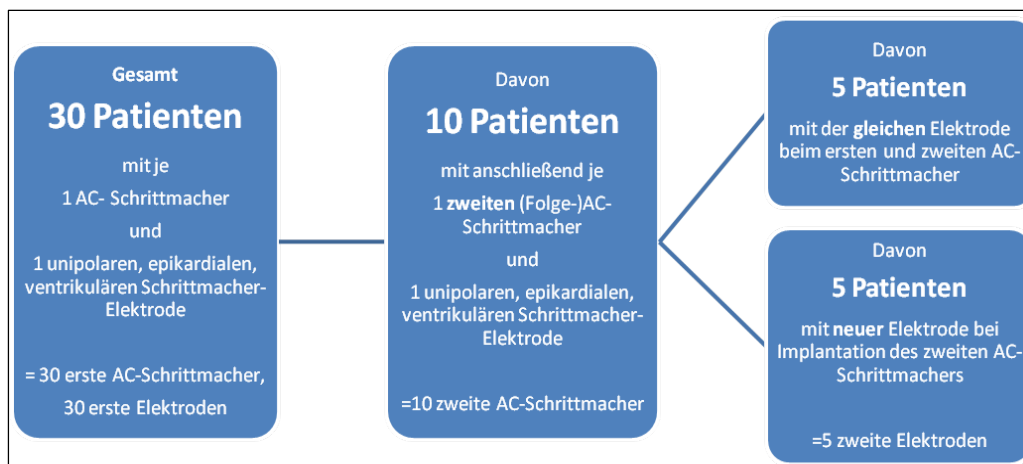 Gesamt
30 Patienten
mit je
1 AC- Schrittmacher
und
1 unipolaren, epikardialen,
ventrikulären Schrittmacher-
Elektrode
= 30 erste AC-Schrittmacher,
30 erste Elektroden
Davon
10 Patienten
mit anschließend je
1 zweiten (Folge-)AC-
Schrittmacher
und
1 unipolaren, epikardialen,
ventrikulären Schrittmacher-
Elektrode
=10 zweite AC-Schrittmacher
Davon
5 Patienten
mit der gleichen Elektrode
beim ersten und zweiten AC-
Schrittmacher
Davon
5 Patienten
mit neuer Elektrode bei
Implantation des zweiten AC-
Schrittmachers
=5 zweite Elektroden